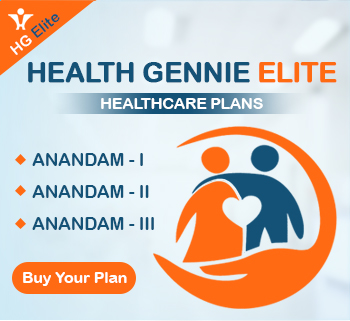 HG Elite
HEALTH GENNIE ELITE
HEALTHCARE PLANS
ANANDAM - I
ANANDAM - II
ANANDAM - III
Buy Your Plan